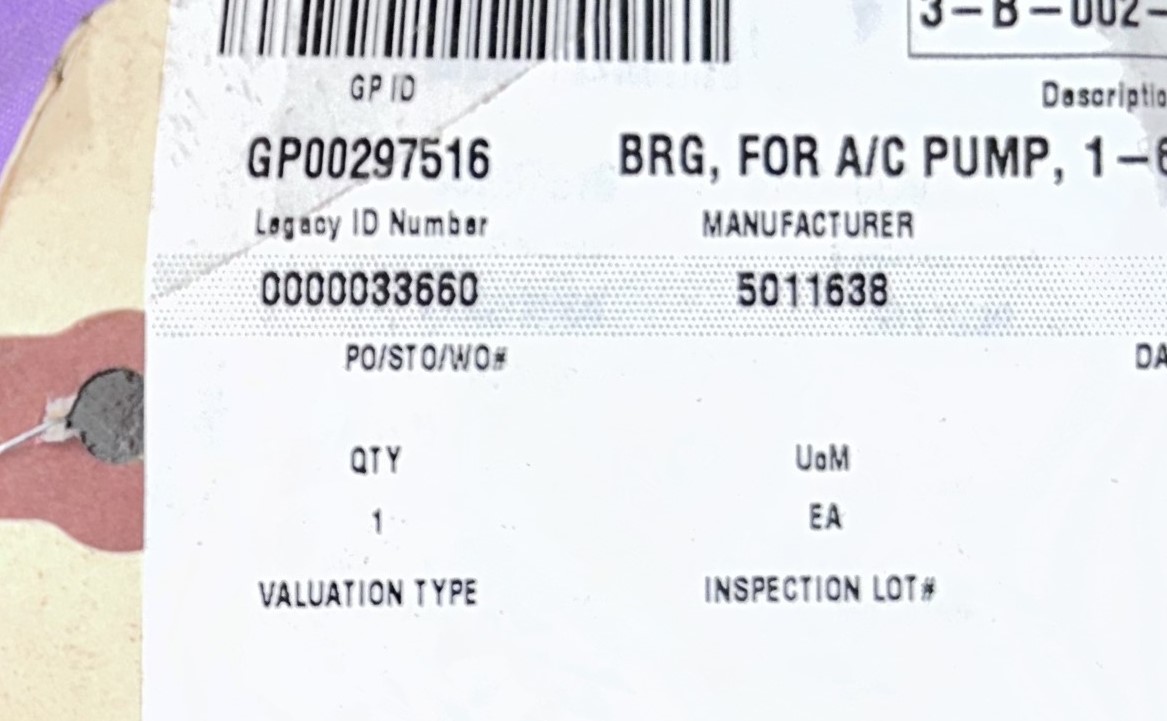 3-B-002-
GP ID
Descriptio
GP00297516 BRG, FOR A/C PUMP, 1-6
Legacy ID Number MANUFACTURER
0000033660 5011638
PO/STO/WO# DA
QTY UoM
1 EA
VALUATION TYPE INSPECTION LOT#